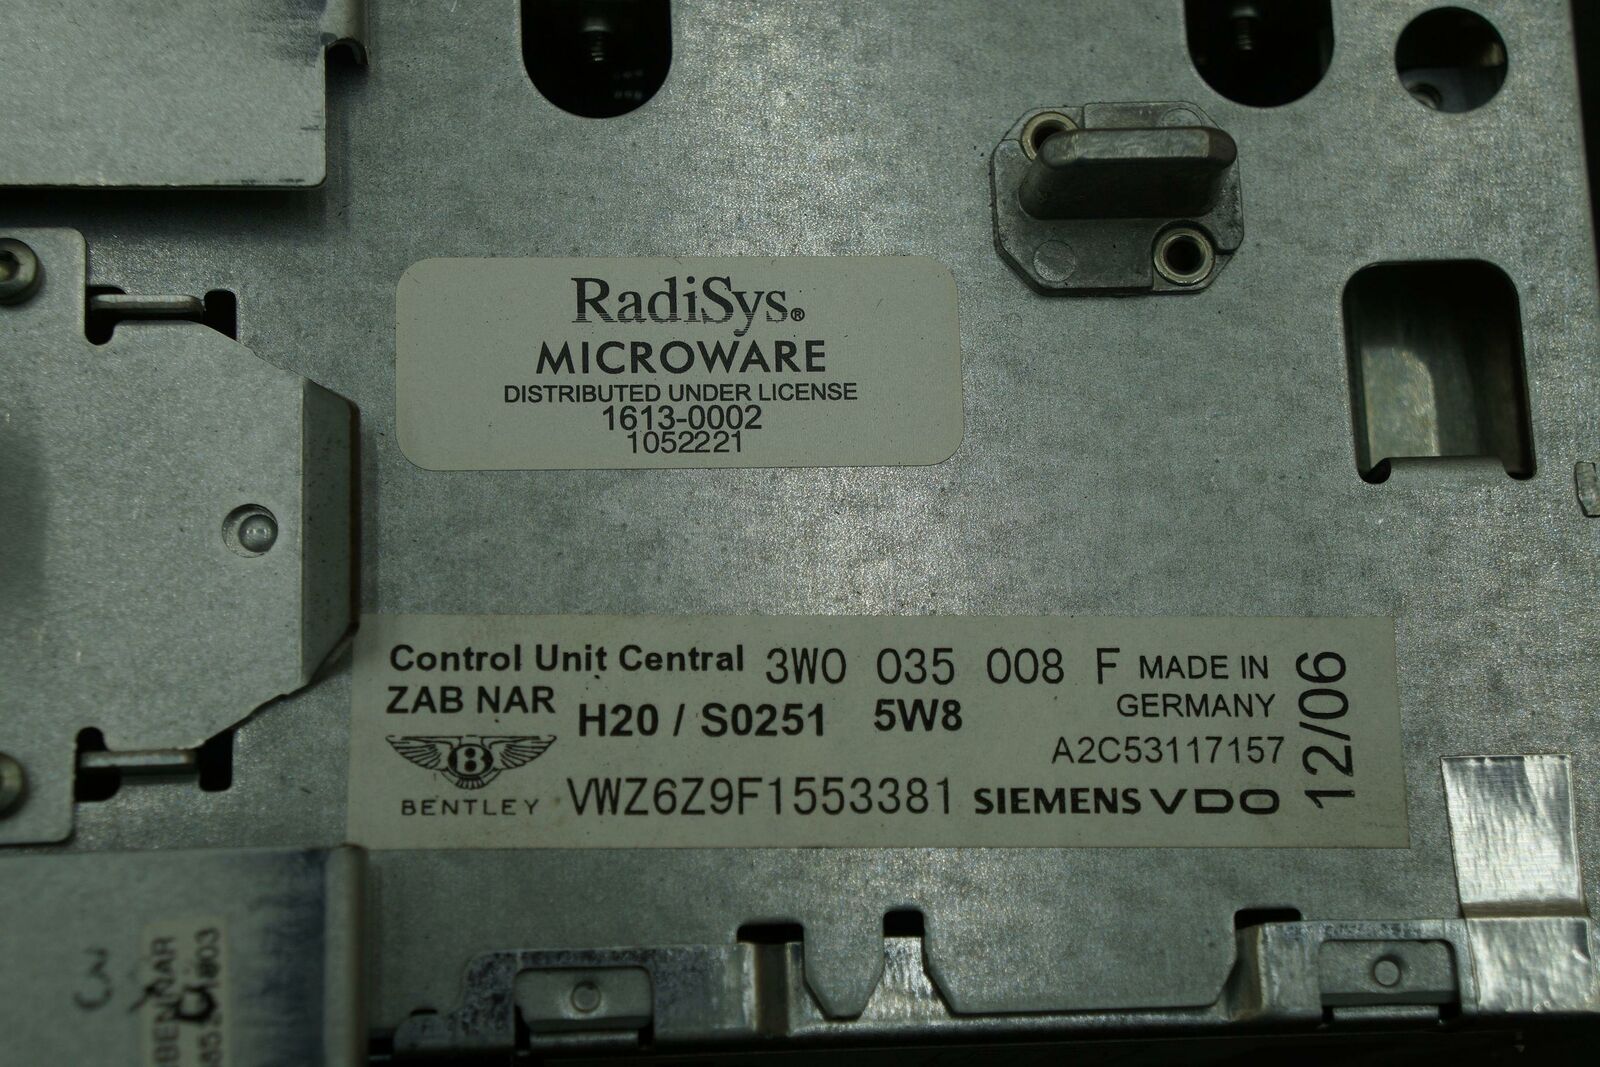 RadiSys®
MICROWARE
DISTRIBUTED UNDER LICENSE
1613-0002
1052221
Control Unit Central 3W0 035 008 F MADE IN
ZAB NAR H20 / S0251 5W8 GERMANY
A2C53117157
12/06
B
BENTLEY VWZ6Z9F1553381 SIEMENS VDO